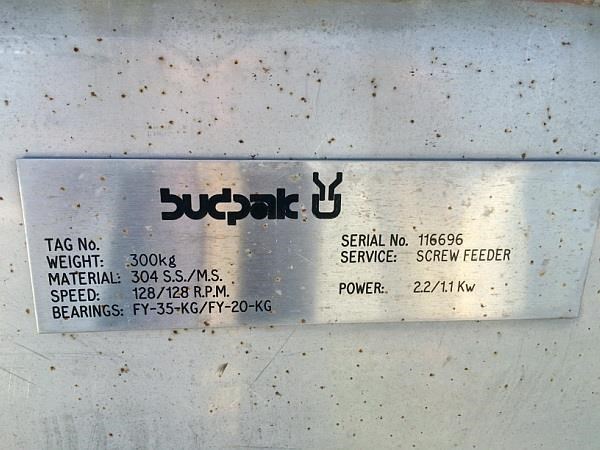 budpak
TAG No.
WEIGHT: 300kg
MATERIAL: 304 S.S./M.S.
SPEED: 128/128 R.P.M.
BEARINGS: FY-35-KG/FY-20-KG
SERIAL No. 116696
SERVICE: SCREW FEEDER
POWER: 2.2/1.1 Kw